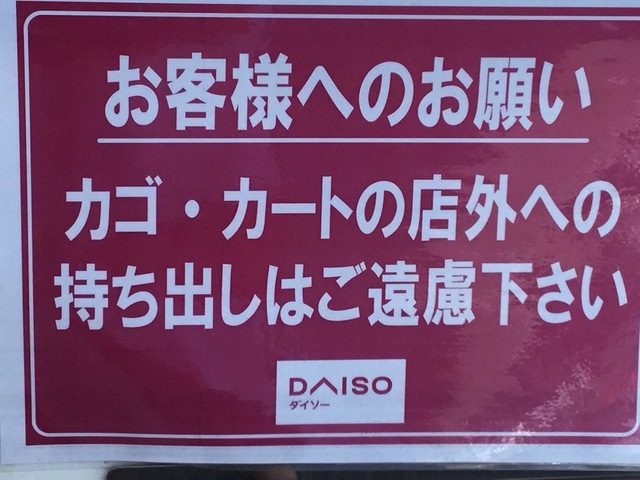 お客様へのお願い
カゴ・カートの店外への
持ち出しはご遠慮下さい
DAISO
ダイソー